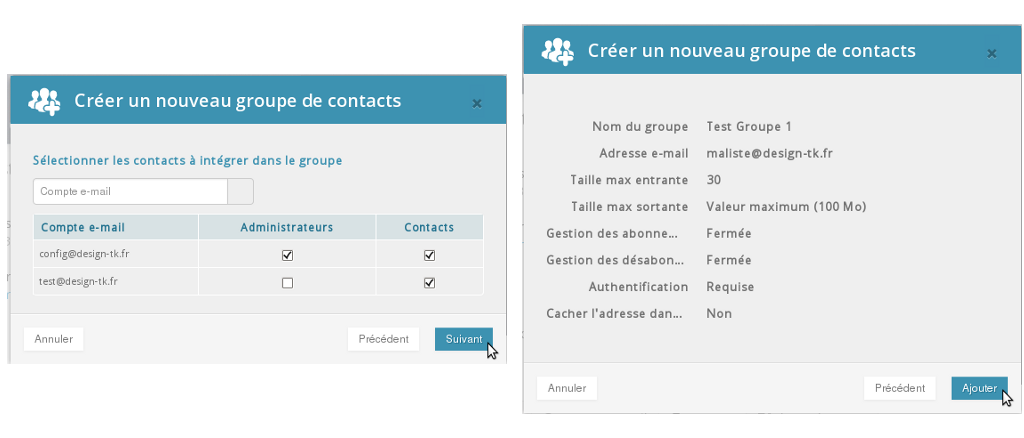 Créer un nouveau groupe de contacts
×
Sélectionner les contacts à intégrer dans le groupe
Compte e-mail
Compte e-mail Administrateurs Contacts
config@design-tk.fr
test@design-tk.fr
Annuler Précédent Suivant
Créer un nouveau groupe de contacts
×
Nom du groupe Test Groupe 1
Adresse e-mail maliste@design-tk.fr
Taille max entrante 30
Taille max sortante Valeur maximum (100 Mo)
Gestion des abonne... Fermée
Gestion des désabon... Fermée
Authentification Requise
Cacher l'adresse dan... Non
Annuler Précédent Ajouter